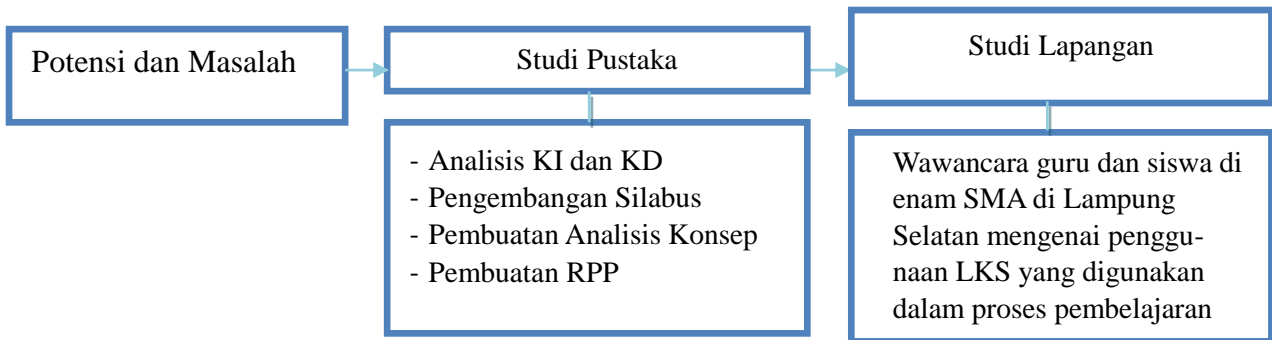 Potensi dan Masalah
Studi Pustaka
Studi Lapangan
- Analisis KI dan KD
- Pengembangan Silabus
- Pembuatan Analisis Konsep
- Pembuatan RPP
Wawancara guru dan siswa di
enam SMA di Lampung
Selatan mengenai penggu-
naan LKS yang digunakan
dalam proses pembelajaran